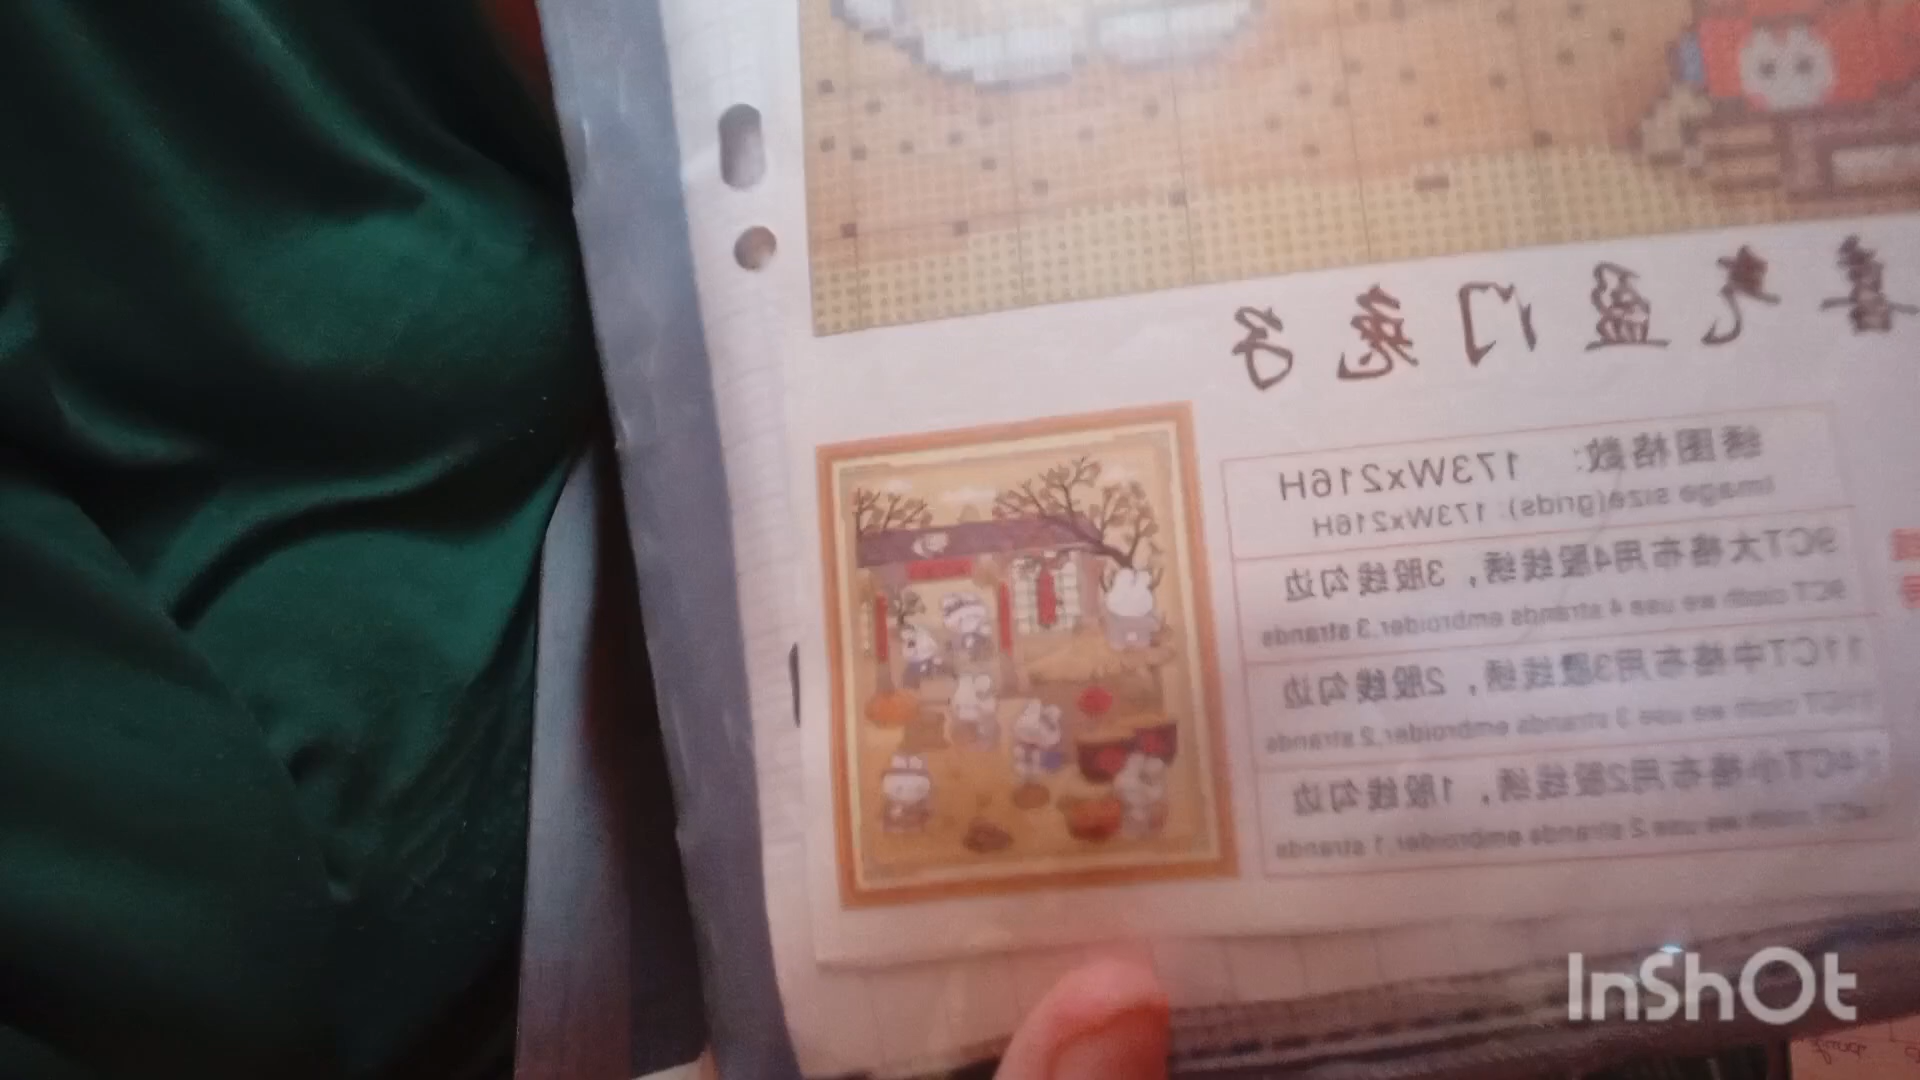 喜气盈门兔子
绣图格数: 173Wx216H
Image size(grids): 173Wx216H
9CT大格布用4股线绣，3股线勾边
9CT cloth we use 4 strands embroider,3 strands
11CT中格布用3股线绣，2股线勾边
11CT cloth we use 3 strands embroider,2 strands
CT小格布用2股线绣，1股线勾边
CT cloth we use 2 strands embroider,1 strands
InShOt